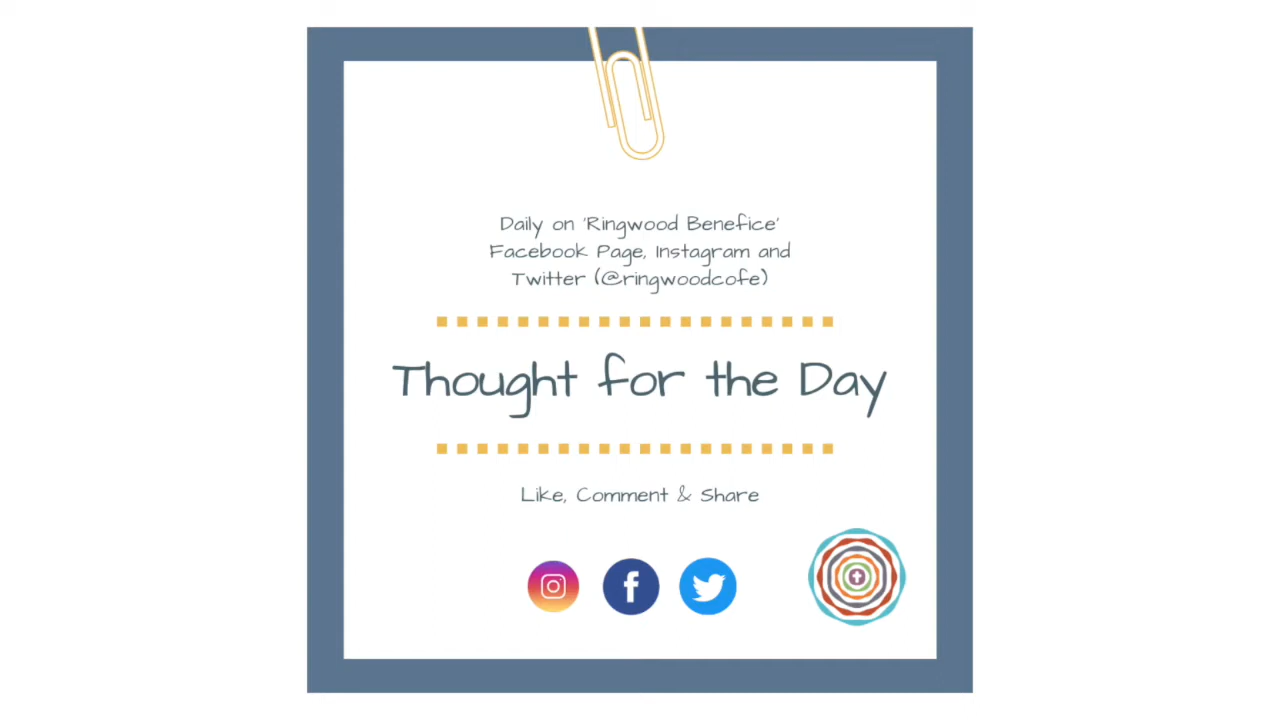 Daily on 'Ringwood Benefice'
Facebook Page, Instagram and
Twitter (@ringwoodcofe)
Thought for the Day
Like, Comment & Share